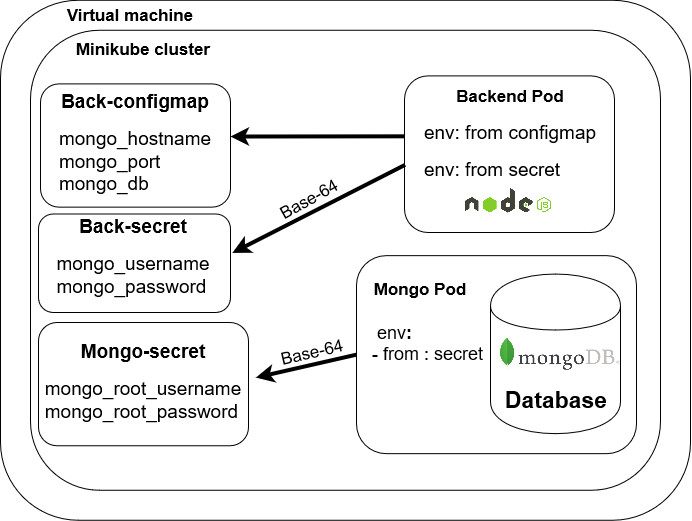 Virtual machine
Minikube cluster
Back-configmap
mongo_hostname
mongo_port
mongo_db
Back-secret
mongo_username
mongo_password
Mongo-secret
mongo_root_username
mongo_root_password
Base-64
Base-64
Backend Pod
env: from configmap
env: from secret
node JS
Mongo Pod
env:
- from : secret
mongoDB.
Database